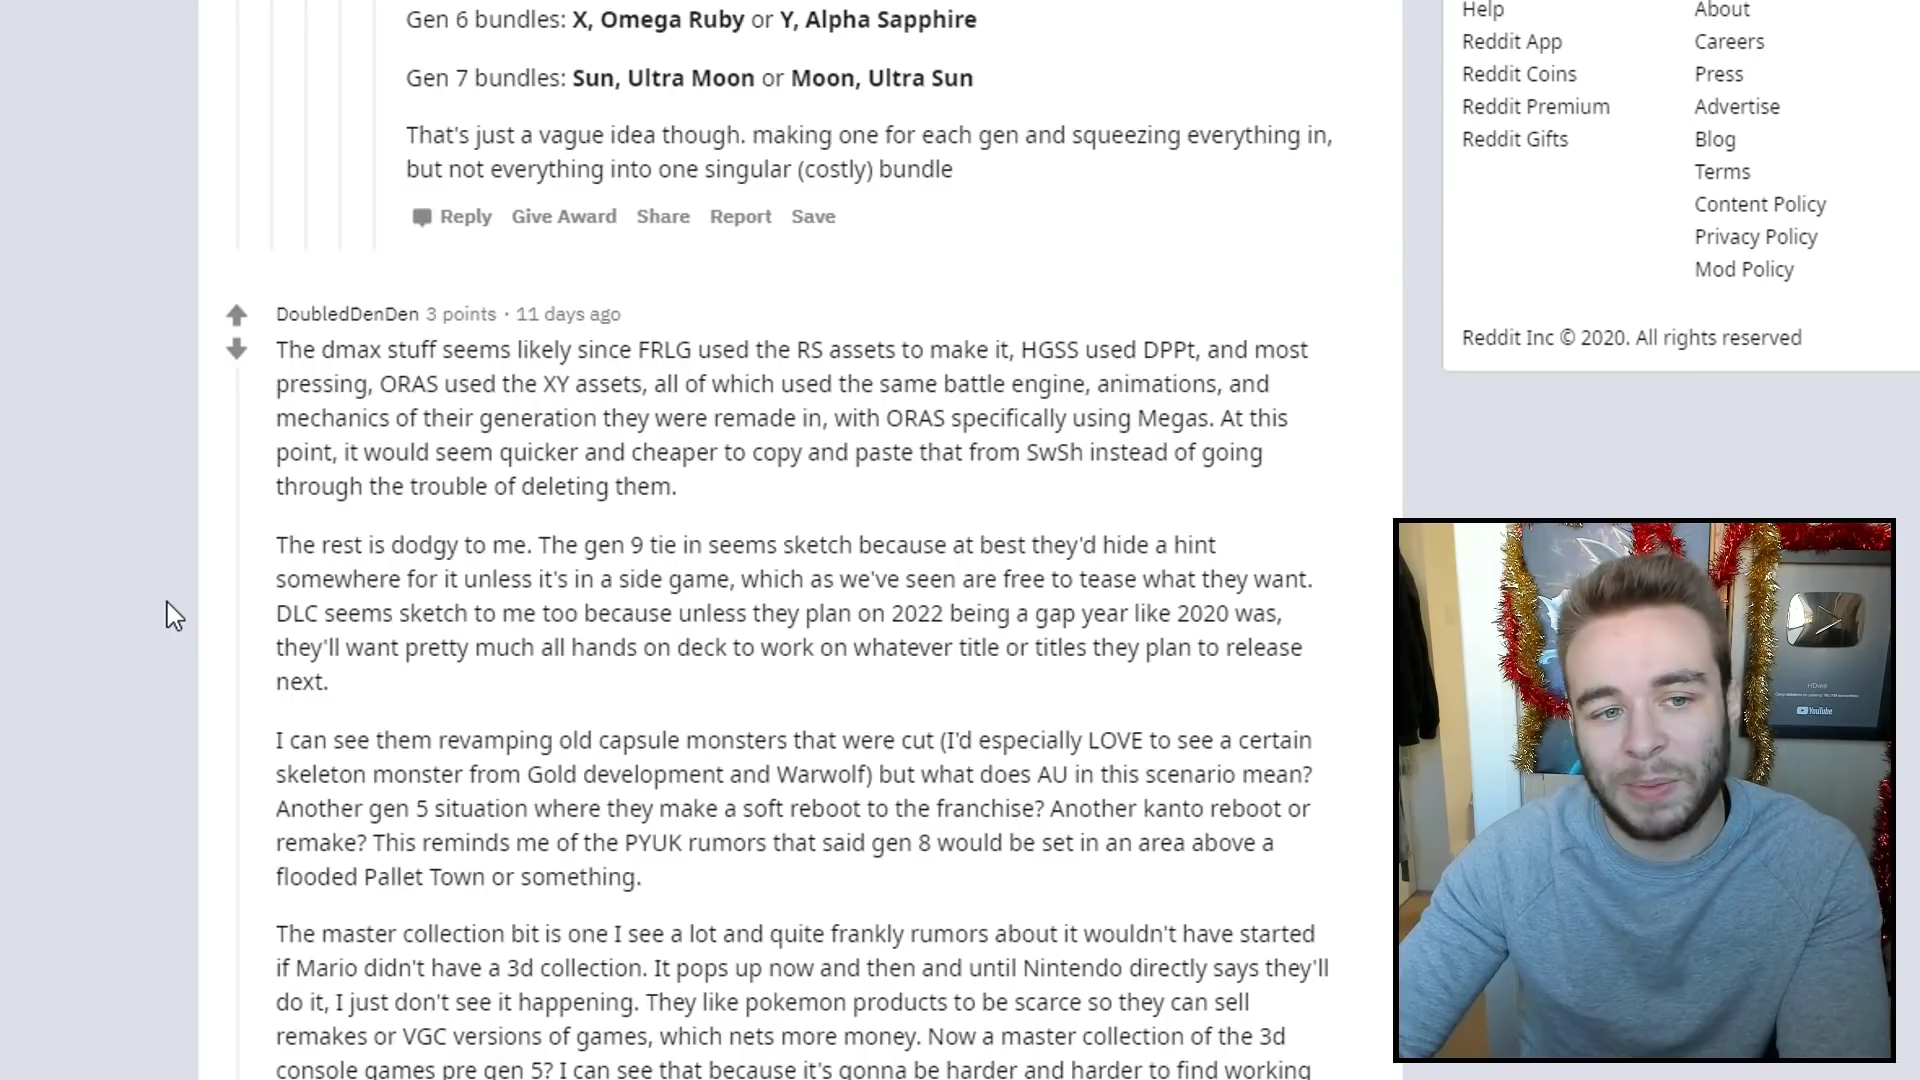 Gen 6 bundles: X, Omega Ruby or Y, Alpha Sapphire
Gen 7 bundles: Sun, Ultra Moon or Moon, Ultra Sun
That's just a vague idea though. making one for each gen and squeezing everything in,
but not everything into one singular (costly) bundle
Reply Give Award Share Report Save
DoubledDenDen 3 points · 11 days ago
The dmax stuff seems likely since FRLG used the RS assets to make it, HGSS used DPPt, and most
pressing, ORAS used the XY assets, all of which used the same battle engine, animations, and
mechanics of their generation they were remade in, with ORAS specifically using Megas. At this
point, it would seem quicker and cheaper to copy and paste that from SwSh instead of going
through the trouble of deleting them.
The rest is dodgy to me. The gen 9 tie in seems sketch because at best they'd hide a hint
somewhere for it unless it's in a side game, which as we've seen are free to tease what they want.
DLC seems sketch to me too because unless they plan on 2022 being a gap year like 2020 was,
they'll want pretty much all hands on deck to work on whatever title or titles they plan to release
next.
I can see them revamping old capsule monsters that were cut (I'd especially LOVE to see a certain
skeleton monster from Gold development and Warwolf) but what does AU in this scenario mean?
Another gen 5 situation where they make a soft reboot to the franchise? Another kanto reboot or
remake? This reminds me of the PYUK rumors that said gen 8 would be set in an area above a
flooded Pallet Town or something.
The master collection bit is one I see a lot and quite frankly rumors about it wouldn't have started
if Mario didn't have a 3d collection. It pops up now and then and until Nintendo directly says they'll
do it, I just don't see it happening. They like pokemon products to be scarce so they can sell
remakes or VGC versions of games, which nets more money. Now a master collection of the 3d
console games pre gen 5? I can see that because it's gonna be harder and harder to find working
Help
Reddit App
Reddit Coins
Reddit Premium
Reddit Gifts
About
Careers
Press
Advertise
Blog
Terms
Content Policy
Privacy Policy
Mod Policy
Reddit Inc © 2020. All rights reserved
YouTube